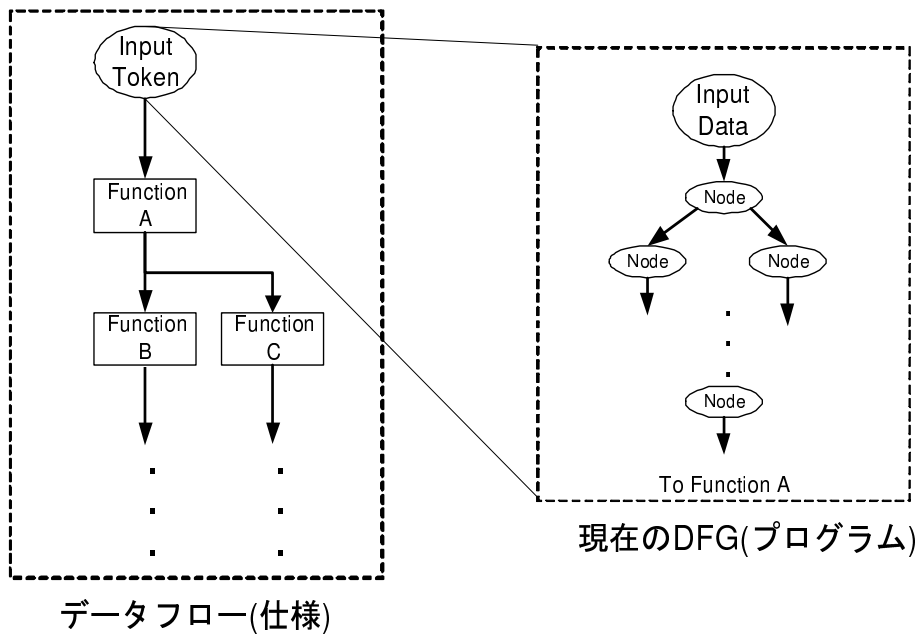 Input
Token
Function
A
Function
B
Function
C
データフロー(仕様)
Input
Data
Node
Node
Node
Node
To Function A
現在のDFG(プログラム)